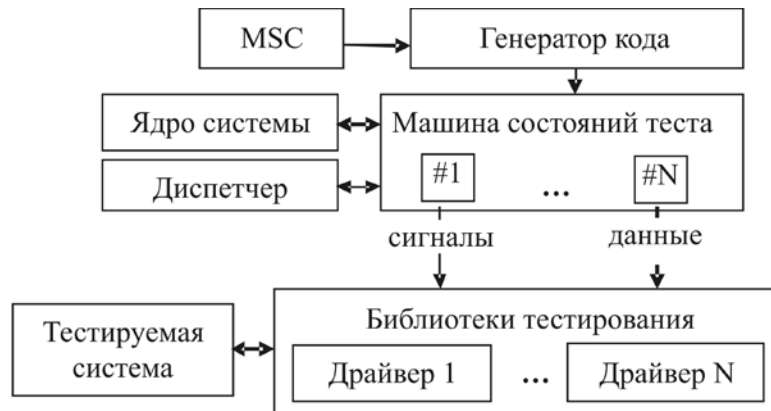 MSC
Генератор кода
Ядро системы
Машина состояний теста
Диспетчер
#1
...
#N
сигналы
данные
Тестируемая
система
Библиотеки тестирования
Драйвер 1
...
Драйвер N